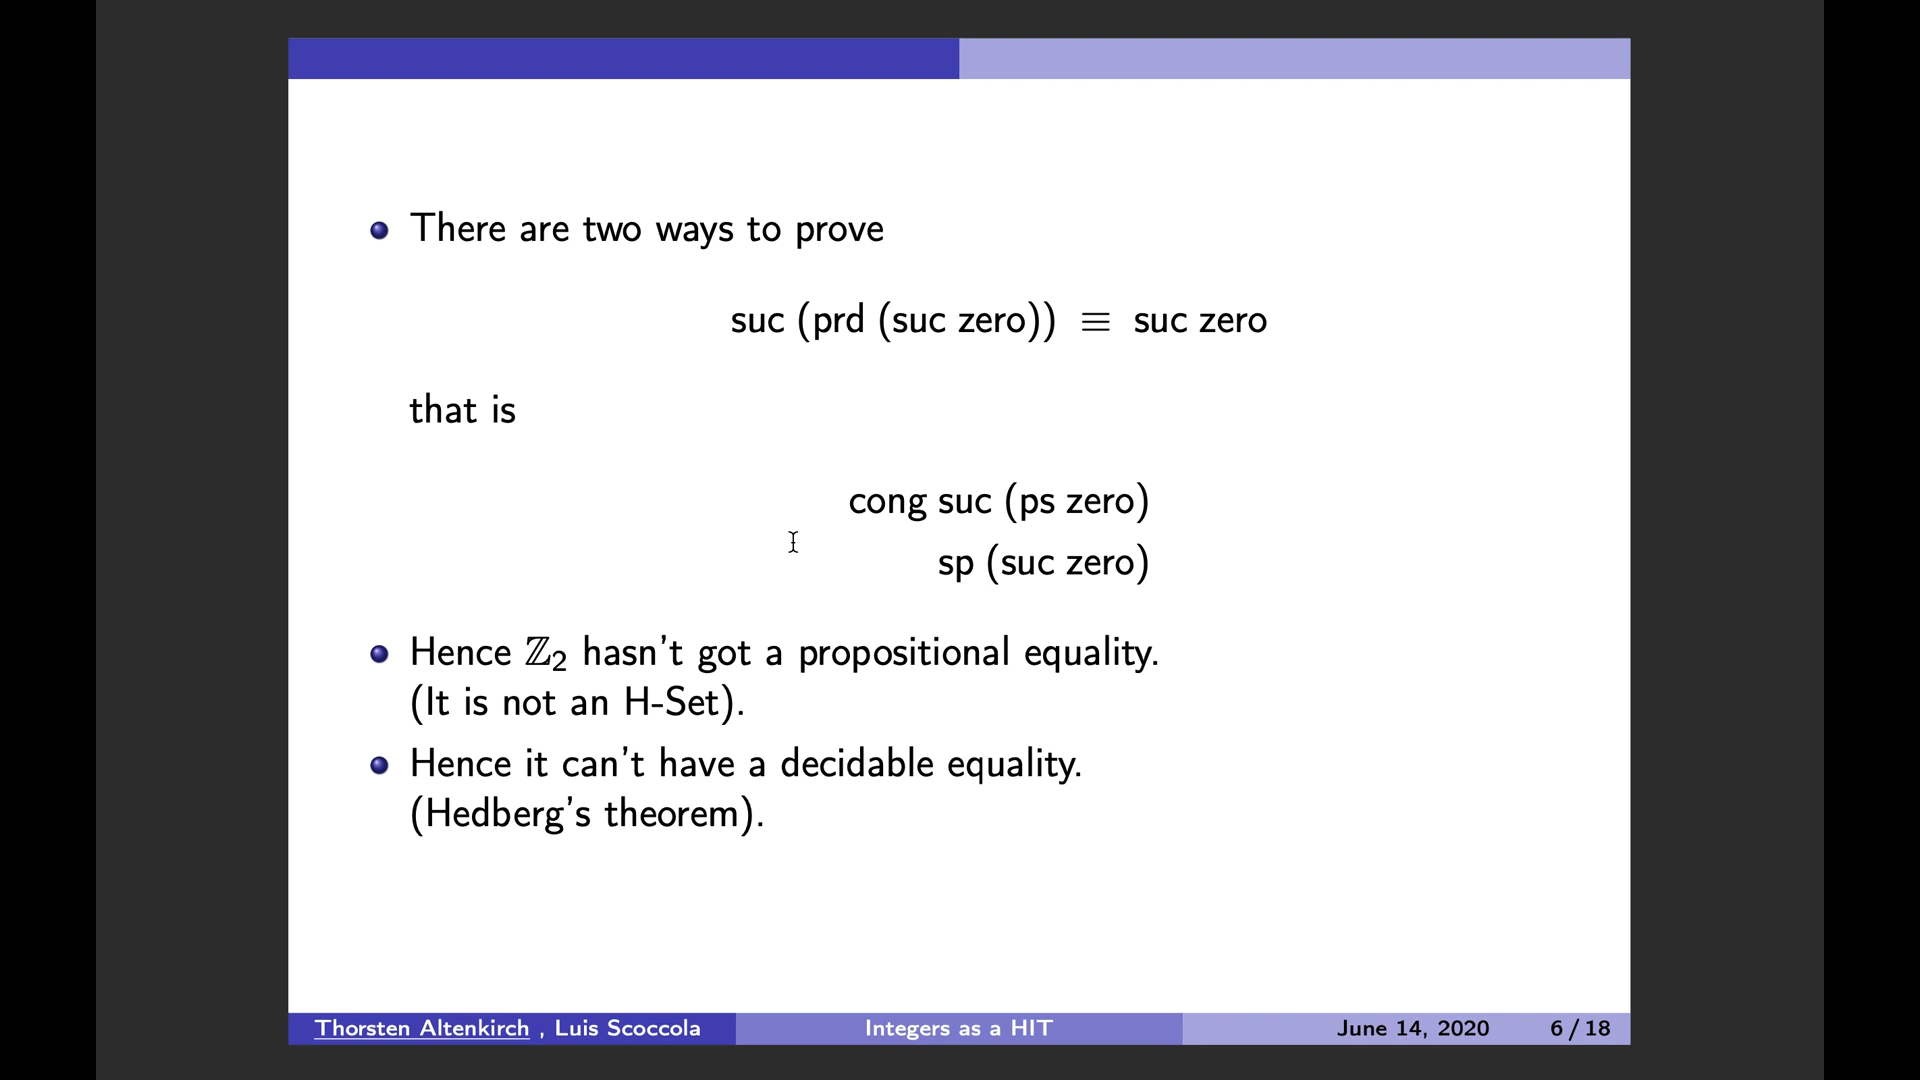 There are two ways to prove
suc (prd (suc zero)) ≡ suc zero
that is
cong suc (ps zero)
sp (suc zero)
Hence ℤ₂ hasn't got a propositional equality.
(It is not an H-Set).
Hence it can't have a decidable equality.
(Hedberg's theorem).
Thorsten Altenkirch , Luis Scoccola
Integers as a HIT
June 14, 2020
6 / 18